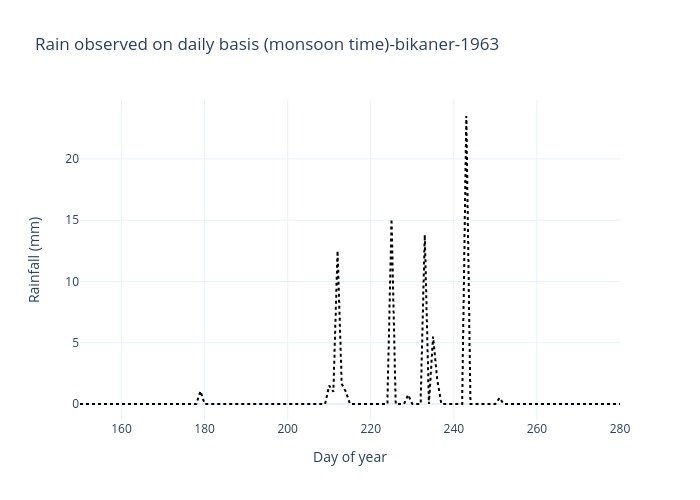 Rain observed on daily basis (monsoon time)-bikaner-1963
Rainfall (mm)
20
15
10
5
0
160 180 200 220 240 260 280
Day of year